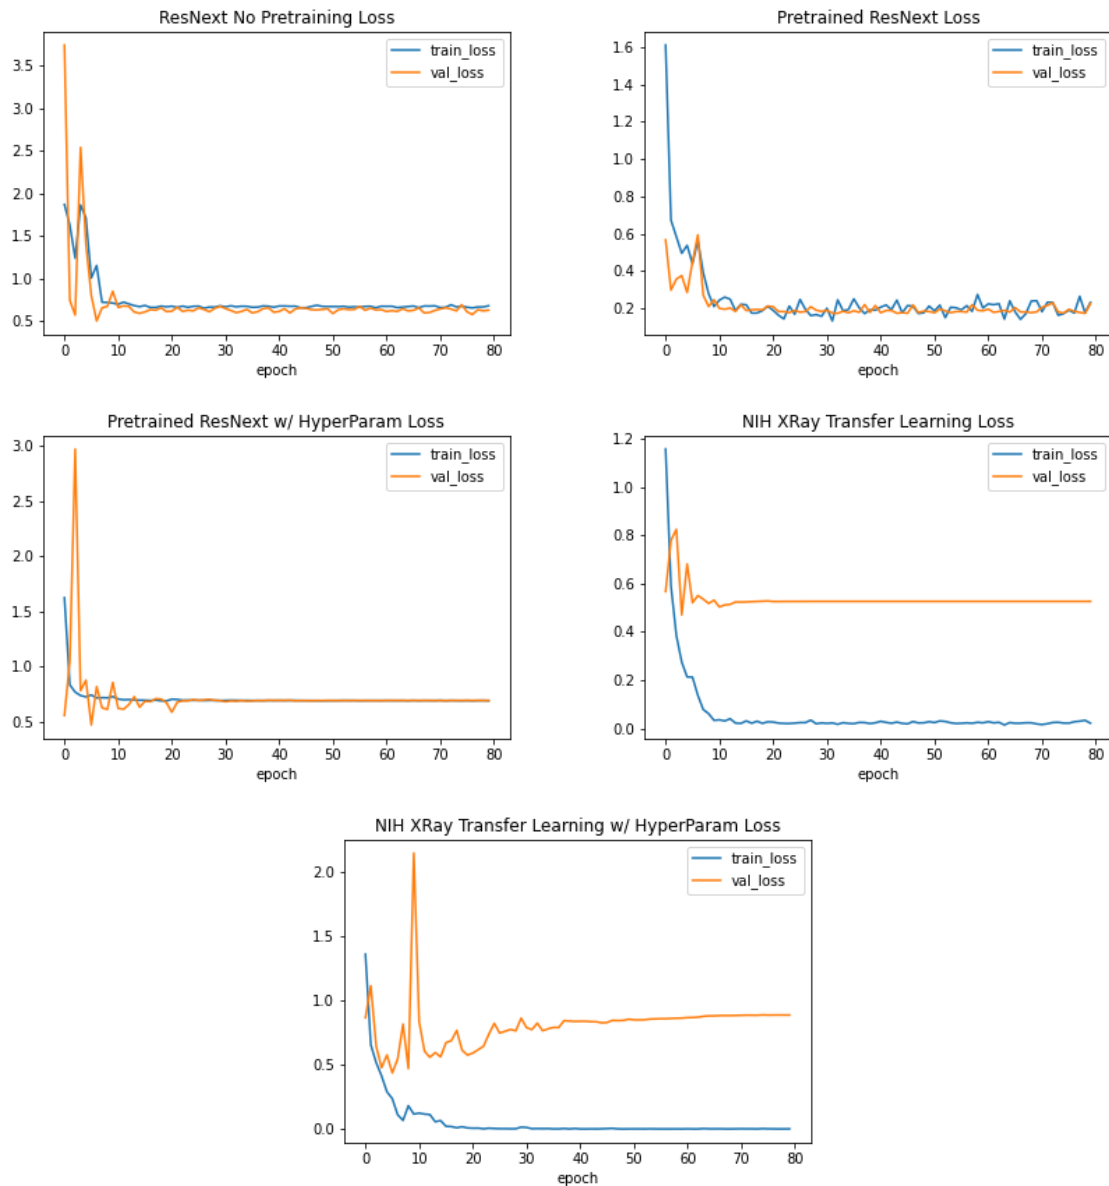 ResNext No Pretraining Loss
train_loss
val_loss
3.5
3.0
2.5
2.0
1.5
1.0
0.5
0 10 20 30 40 50 60 70 80
epoch
Pretrained ResNext Loss
train_loss
val_loss
1.6
1.4
1.2
1.0
0.8
0.6
0.4
0.2
0 10 20 30 40 50 60 70 80
epoch
Pretrained ResNext w/ HyperParam Loss
train_loss
val_loss
3.0
2.5
2.0
1.5
1.0
0.5
0 10 20 30 40 50 60 70 80
epoch
NIH XRay Transfer Learning Loss
train_loss
val_loss
1.2
1.0
0.8
0.6
0.4
0.2
0.0
0 10 20 30 40 50 60 70 80
epoch
NIH XRay Transfer Learning w/ HyperParam Loss
train_loss
val_loss
2.0
1.5
1.0
0.5
0.0
0 10 20 30 40 50 60 70 80
epoch